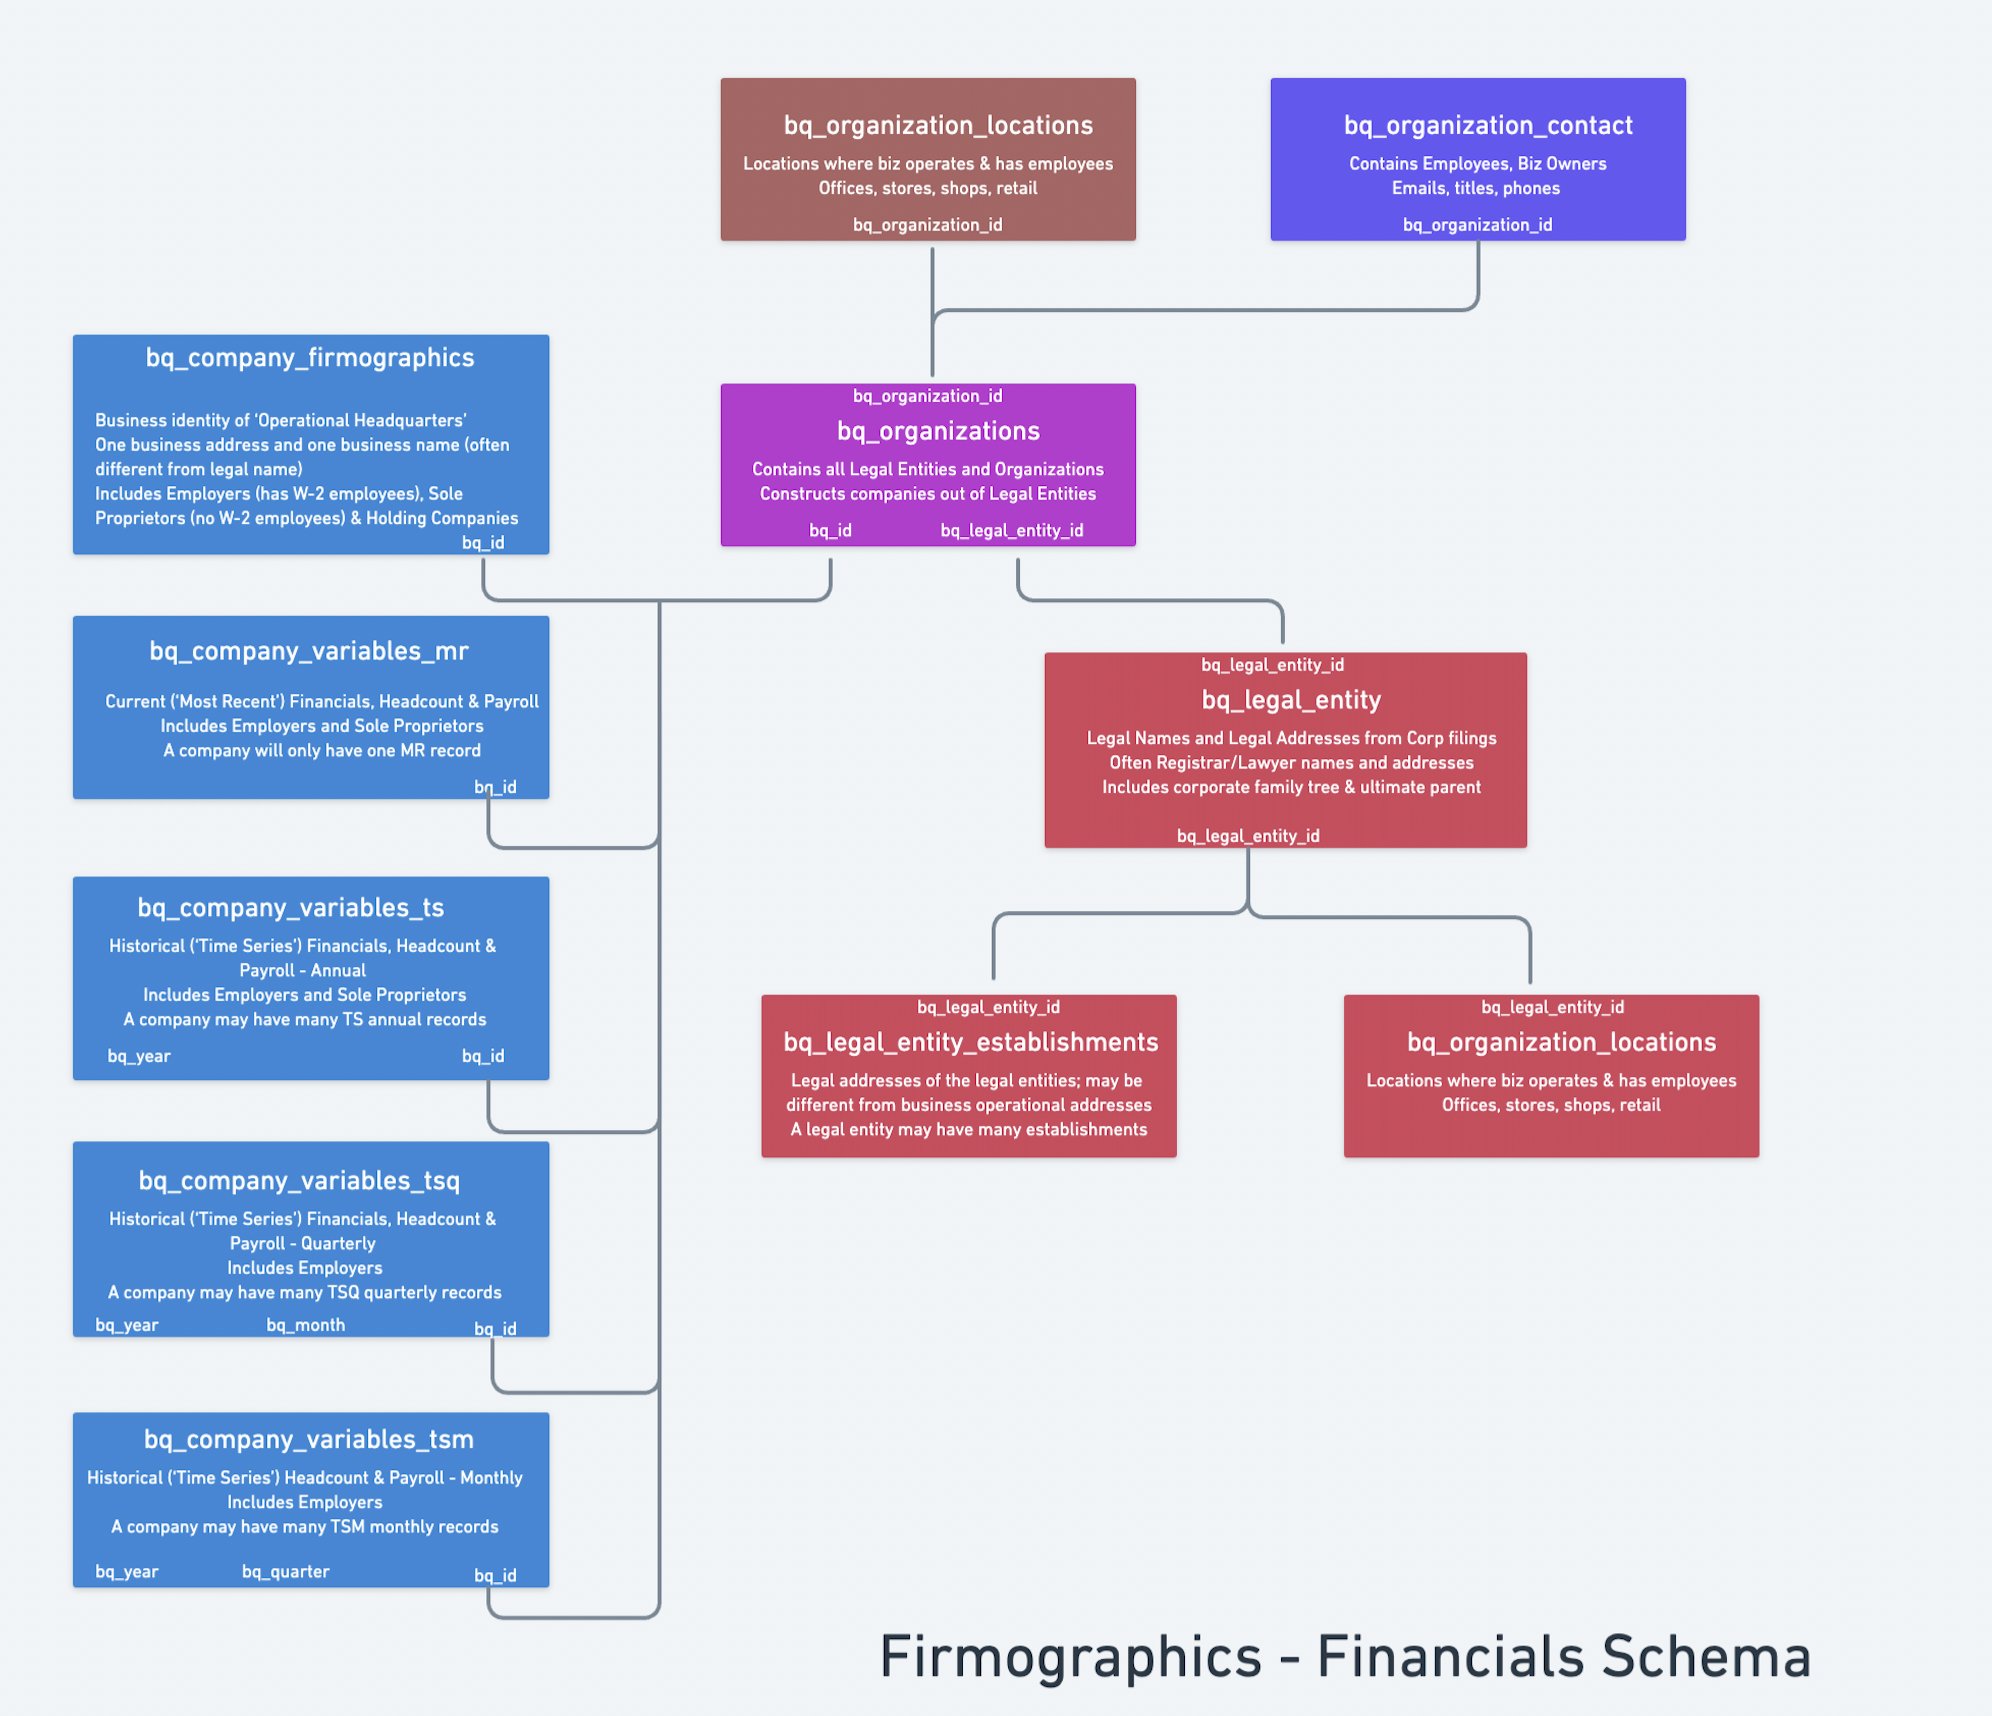 bq_organization_locations
Locations where biz operates & has employees
Offices, stores, shops, retail
bq_organization_id
bq_organization_contact
Contains Employees, Biz Owners
Emails, titles, phones
bq_organization_id
bq_company_firmographics
Business identity of ‘Operational Headquarters’
One business address and one business name (often
different from legal name)
Includes Employers (has W-2 employees), Sole
Proprietors (no W-2 employees) & Holding Companies
bq_id
bq_organization_id
bq_organizations
Contains all Legal Entities and Organizations
Constructs companies out of Legal Entities
bq_id bq_legal_entity_id
bq_company_variables_mr
Current (‘Most Recent’) Financials, Headcount & Payroll
Includes Employers and Sole Proprietors
A company will only have one MR record
bq_id
bq_legal_entity_id
bq_legal_entity
Legal Names and Legal Addresses from Corp filings
Often Registrar/Lawyer names and addresses
Includes corporate family tree & ultimate parent
bq_legal_entity_id
bq_company_variables_ts
Historical (‘Time Series’) Financials, Headcount &
Payroll - Annual
Includes Employers and Sole Proprietors
A company may have many TS annual records
bq_year bq_id
bq_legal_entity_id
bq_legal_entity_establishments
Legal addresses of the legal entities; may be
different from business operational addresses
A legal entity may have many establishments
bq_legal_entity_id
bq_organization_locations
Locations where biz operates & has employees
Offices, stores, shops, retail
bq_company_variables_tsq
Historical (‘Time Series’) Financials, Headcount &
Payroll - Quarterly
Includes Employers
A company may have many TSQ quarterly records
bq_year bq_month bq_id
bq_company_variables_tsm
Historical (‘Time Series’) Headcount & Payroll - Monthly
Includes Employers
A company may have many TSM monthly records
bq_year bq_quarter bq_id
Firmographics - Financials Schema